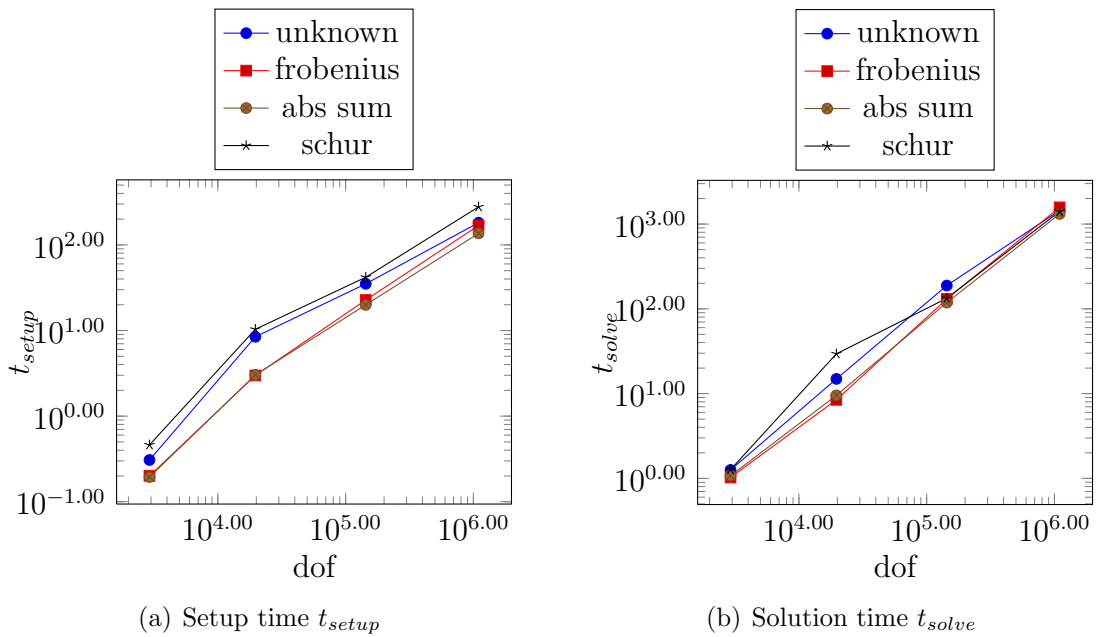 unknown
frobenius
abs sum
schur
10^{2.00}
10^{1.00}
10^{0.00}
10^{-1.00}
t_{setup}
10^{4.00} 10^{5.00} 10^{6.00}
dof
(a) Setup time t_{setup}
unknown
frobenius
abs sum
schur
10^{3.00}
10^{2.00}
10^{1.00}
10^{0.00}
t_{solve}
10^{4.00} 10^{5.00} 10^{6.00}
dof
(b) Solution time t_{solve}